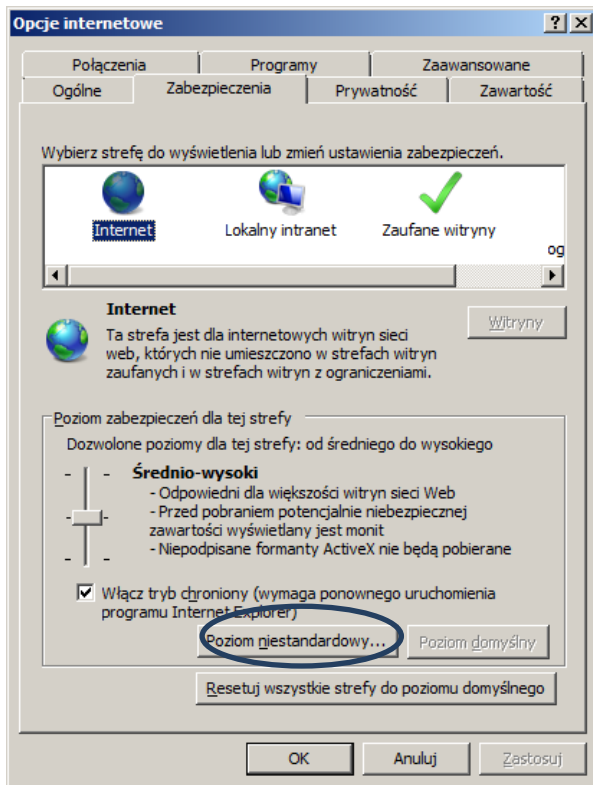 Opcje internetowe
Połączenia Programy Zaawansowane
Ogólne Zabezpieczenia Prywatność Zawartość
Wybierz strefę do wyświetlenia lub zmień ustawienia zabezpieczeń.
Internet Lokalny intranet Zaufane witryny
og
Internet
Witryny
Ta strefa jest dla internetowych witryn sieci
web, których nie umieszczono w strefach witryn
zaufanych i w strefach witryn z ograniczeniami.
Poziom zabezpieczeń dla tej strefy
Dozwolone poziomy dla tej strefy: od średniego do wysokiego
Średnio-wysoki
- Odpowiedni dla większości witryn sieci Web
- Przed pobraniem potencjalnie niebezpiecznej
zawartości wyświetlany jest monit
- Niepodpisane formanty ActiveX nie będą pobierane
Włącz tryb chroniony (wymaga ponownego uruchomienia
programu Internet Explorer)
Poziom niestandardowy... Poziom domyślny
Resetuj wszystkie strefy do poziomu domyślnego
OK Anuluj Zastosuj